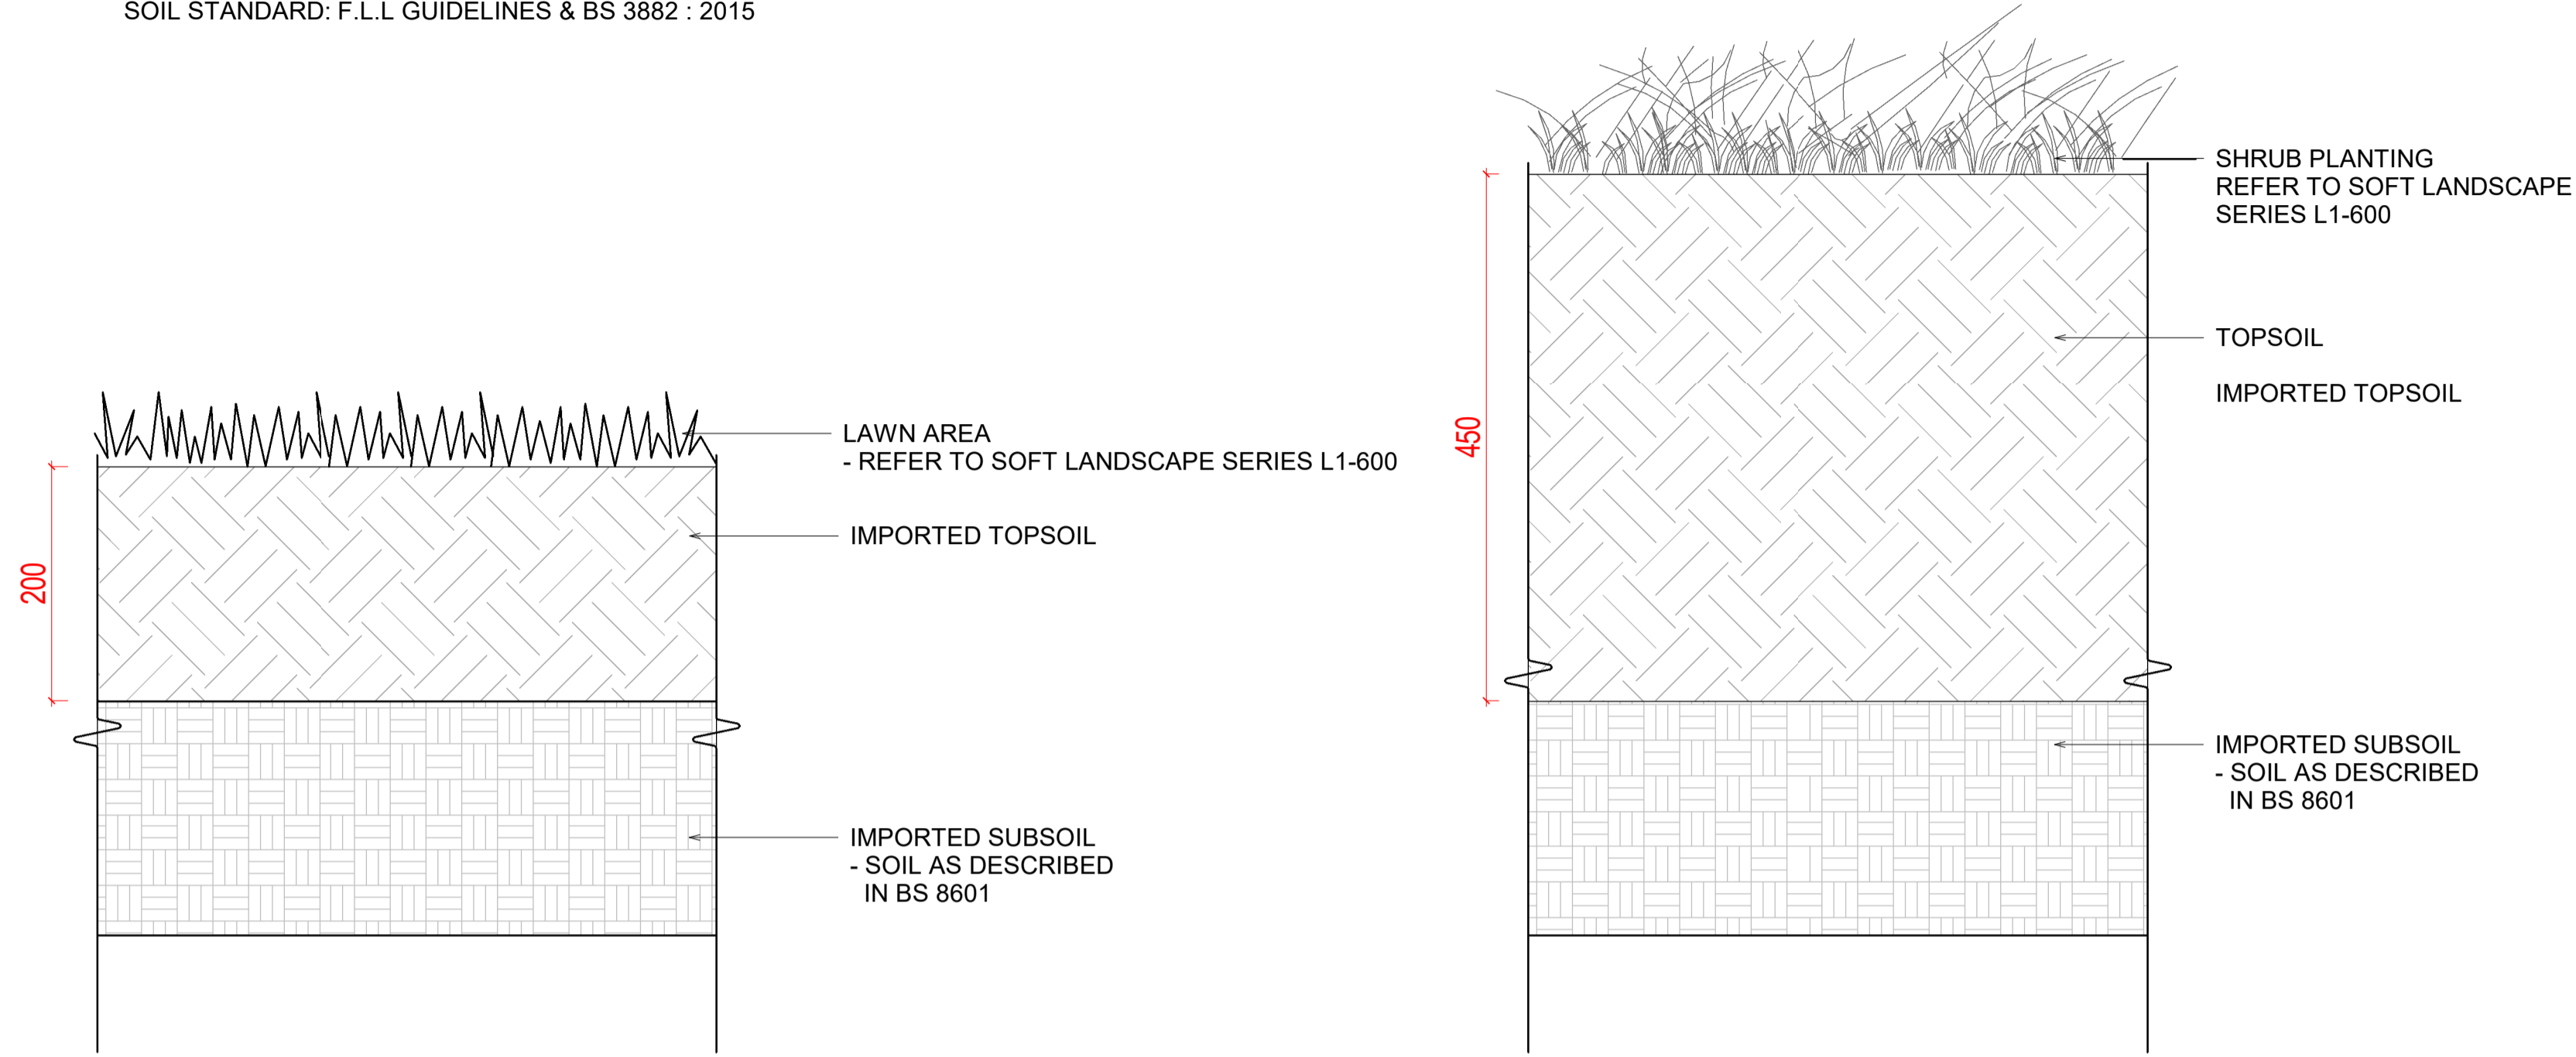 SOIL STANDARD: F.L.L GUIDELINES & BS 3882 : 2015
200
LAWN AREA
- REFER TO SOFT LANDSCAPE SERIES L1-600
IMPORTED TOPSOIL
IMPORTED SUBSOIL
- SOIL AS DESCRIBED
IN BS 8601
450
SHRUB PLANTING
REFER TO SOFT LANDSCAPE
SERIES L1-600
TOPSOIL
IMPORTED TOPSOIL
IMPORTED SUBSOIL
- SOIL AS DESCRIBED
IN BS 8601